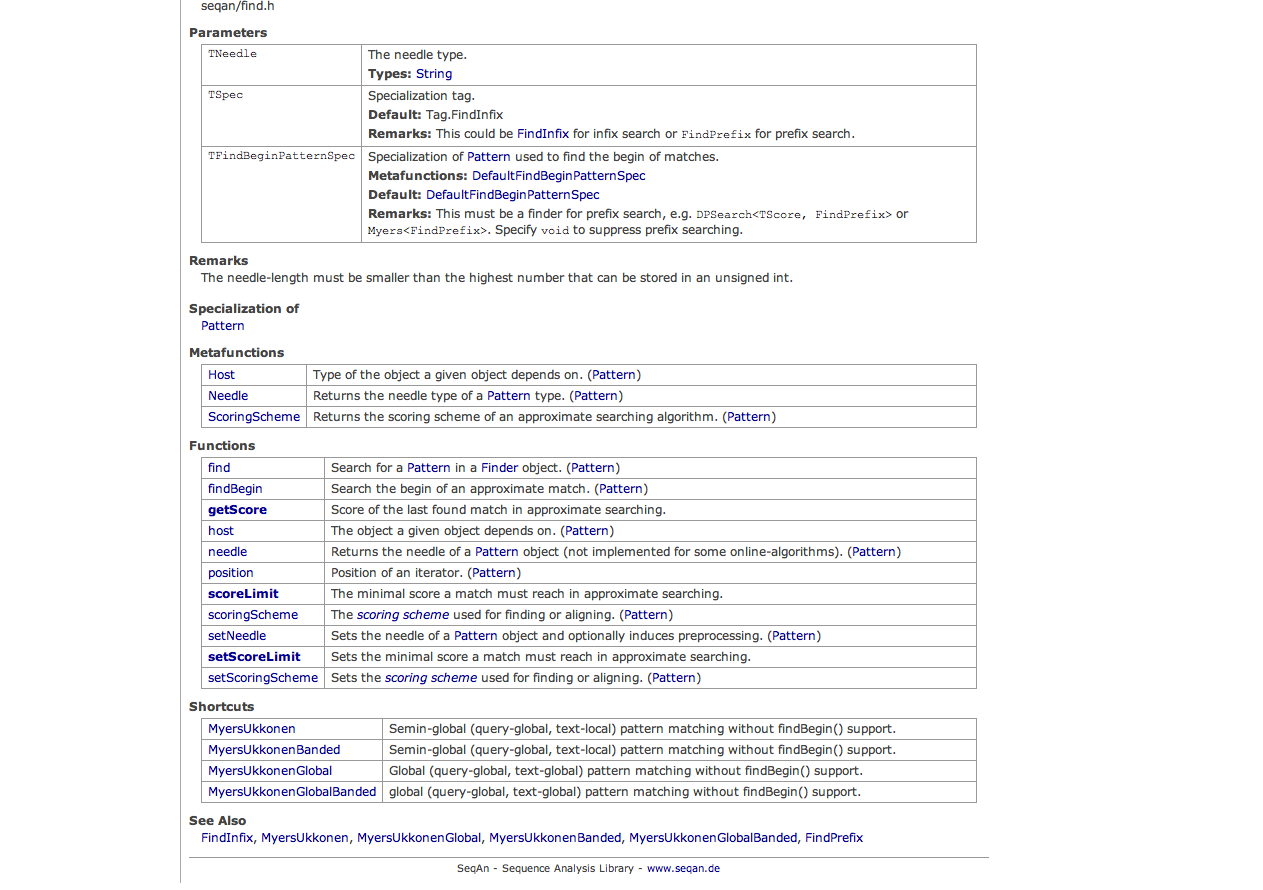 seqan/find.h
Parameters
TNeedle The needle type.
Types: String
TSpec Specialization tag.
Default: Tag.FindInfix
Remarks: This could be FindInfix for infix search or FindPrefix for prefix search.
TFindBeginPatternSpec Specialization of Pattern used to find the begin of matches.
Metafunctions: DefaultFindBeginPatternSpec
Default: DefaultFindBeginPatternSpec
Remarks: This must be a finder for prefix search, e.g. DPSearch<TScore, FindPrefix> or
Myers<FindPrefix>. Specify void to suppress prefix searching.
Remarks
The needle-length must be smaller than the highest number that can be stored in an unsigned int.
Specialization of
Pattern
Metafunctions
Host Type of the object a given object depends on. (Pattern)
Needle Returns the needle type of a Pattern type. (Pattern)
ScoringScheme Returns the scoring scheme of an approximate searching algorithm. (Pattern)
Functions
find Search for a Pattern in a Finder object. (Pattern)
findBegin Search the begin of an approximate match. (Pattern)
getScore Score of the last found match in approximate searching.
host The object a given object depends on. (Pattern)
needle Returns the needle of a Pattern object (not implemented for some online-algorithms). (Pattern)
position Position of an iterator. (Pattern)
scoreLimit The minimal score a match must reach in approximate searching.
scoringScheme The scoring scheme used for finding or aligning. (Pattern)
setNeedle Sets the needle of a Pattern object and optionally induces preprocessing. (Pattern)
setScoreLimit Sets the minimal score a match must reach in approximate searching.
setScoringScheme Sets the scoring scheme used for finding or aligning. (Pattern)
Shortcuts
MyersUkkonen Semin-global (query-global, text-local) pattern matching without findBegin() support.
MyersUkkonenBanded Semin-global (query-global, text-local) pattern matching without findBegin() support.
MyersUkkonenGlobal Global (query-global, text-global) pattern matching without findBegin() support.
MyersUkkonenGlobalBanded global (query-global, text-global) pattern matching without findBegin() support.
See Also
FindInfix, MyersUkkonen, MyersUkkonenGlobal, MyersUkkonenBanded, MyersUkkonenGlobalBanded, FindPrefix
SeqAn - Sequence Analysis Library - www.seqan.de